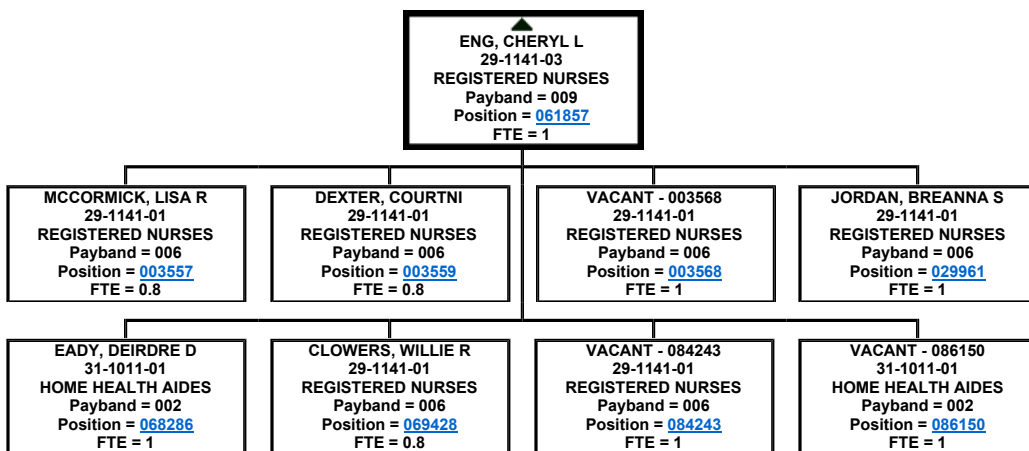 ENG, CHERYL L
29-1141-03
REGISTERED NURSES
Payband = 009
Position = 061857
FTE = 1
MCCORMICK, LISA R
29-1141-01
REGISTERED NURSES
Payband = 006
Position = 003557
FTE = 0.8
DEXTER, COURTNI
29-1141-01
REGISTERED NURSES
Payband = 006
Position = 003559
FTE = 0.8
VACANT - 003568
29-1141-01
REGISTERED NURSES
Payband = 006
Position = 003568
FTE = 1
JORDAN, BREANNA S
29-1141-01
REGISTERED NURSES
Payband = 006
Position = 029961
FTE = 1
EADY, DEIRDRE D
31-1011-01
HOME HEALTH AIDES
Payband = 002
Position = 068286
FTE = 1
CLOWERS, WILLIE R
29-1141-01
REGISTERED NURSES
Payband = 006
Position = 069428
FTE = 0.8
VACANT - 084243
29-1141-01
REGISTERED NURSES
Payband = 006
Position = 084243
FTE = 1
VACANT - 086150
31-1011-01
HOME HEALTH AIDES
Payband = 002
Position = 086150
FTE = 1